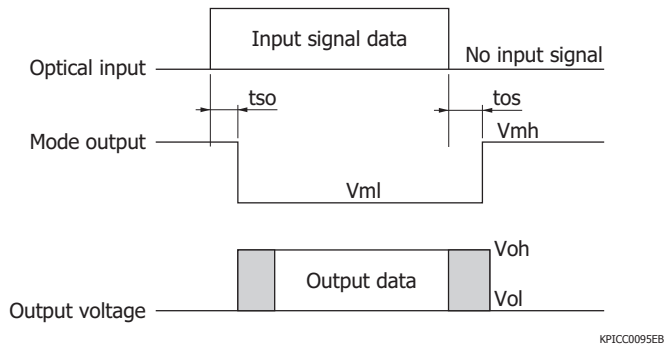 Input signal data
No input signal
Optical input
tso
tos
Mode output
Vmh
Vml
Voh
Output data
Vol
Output voltage
KPICC0095EB